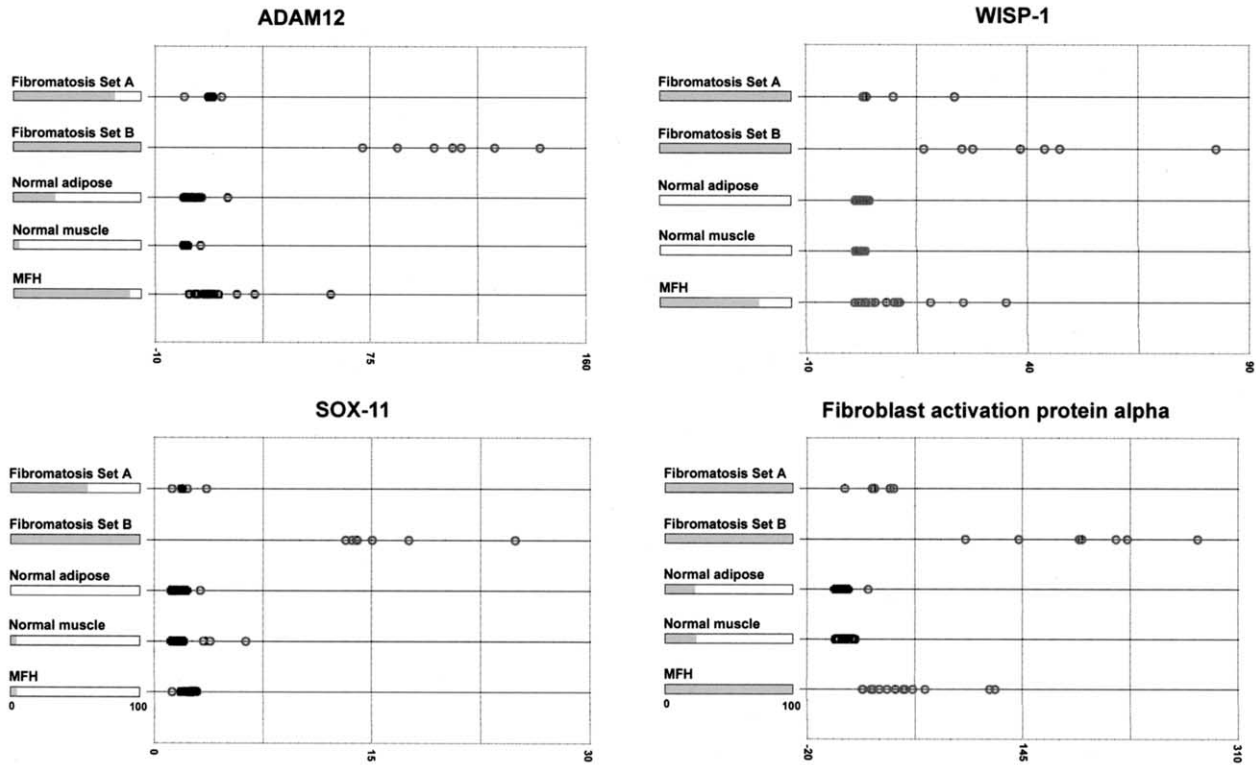 ADAM12
Fibromatosis Set A
Fibromatosis Set B
Normal adipose
Normal muscle
MFH
-10
75
160
WISP-1
Fibromatosis Set A
Fibromatosis Set B
Normal adipose
Normal muscle
MFH
-10
40
90
SOX-11
Fibromatosis Set A
Fibromatosis Set B
Normal adipose
Normal muscle
MFH
0 100
0
15
30
Fibroblast activation protein alpha
Fibromatosis Set A
Fibromatosis Set B
Normal adipose
Normal muscle
MFH
0 100
-20
145
310